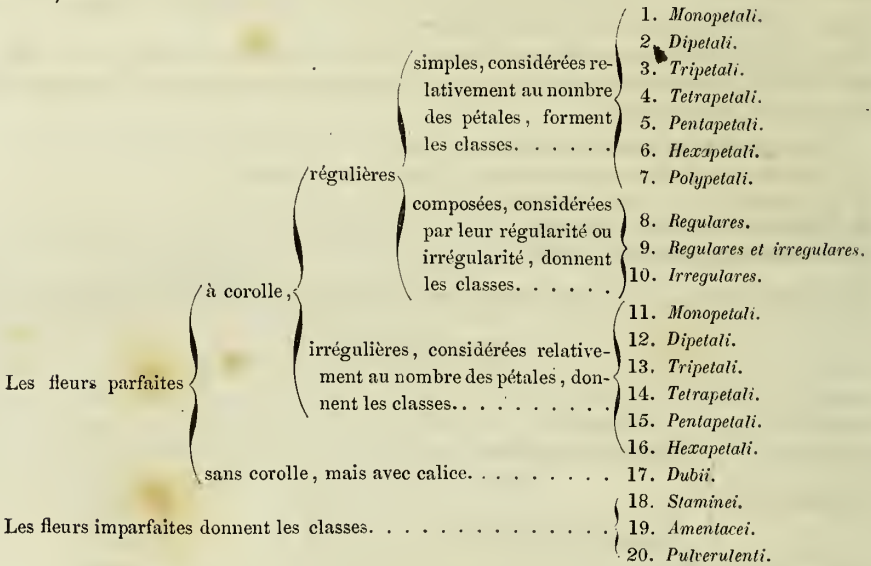 1. Monopetali.
2. Dipetali.
simples, considérées re-
3. Tripetali.
lativement au nombre
4. Tetrapetali.
des pétales, forment
5. Pentapetali.
les classes. . . . . .
6. Hexapetali.
régulières
7. Polypetali.
composées, considérées
8. Regulares.
par leur régularité ou
9. Regulares et irregulares.
irrégularité, donnent
10. Irregulares.
les classes. . . . . .
à corolle,
11. Monopetali.
12. Dipetali.
irrégulières, considérées relative-
13. Tripetali.
ment au nombre des pétales, don-
14. Tetrapetali.
nent les classes. . . . . . . . . .
15. Pentapetali.
Les fleurs parfaites
16. Hexapetali.
sans corolle, mais avec calice. . . . . . . . . 17. Dubii.
18. Staminei.
Les fleurs imparfaites donnent les classes. . . . . . . . . . . . . . . 19. Amentacei.
20. Pulverulenti.